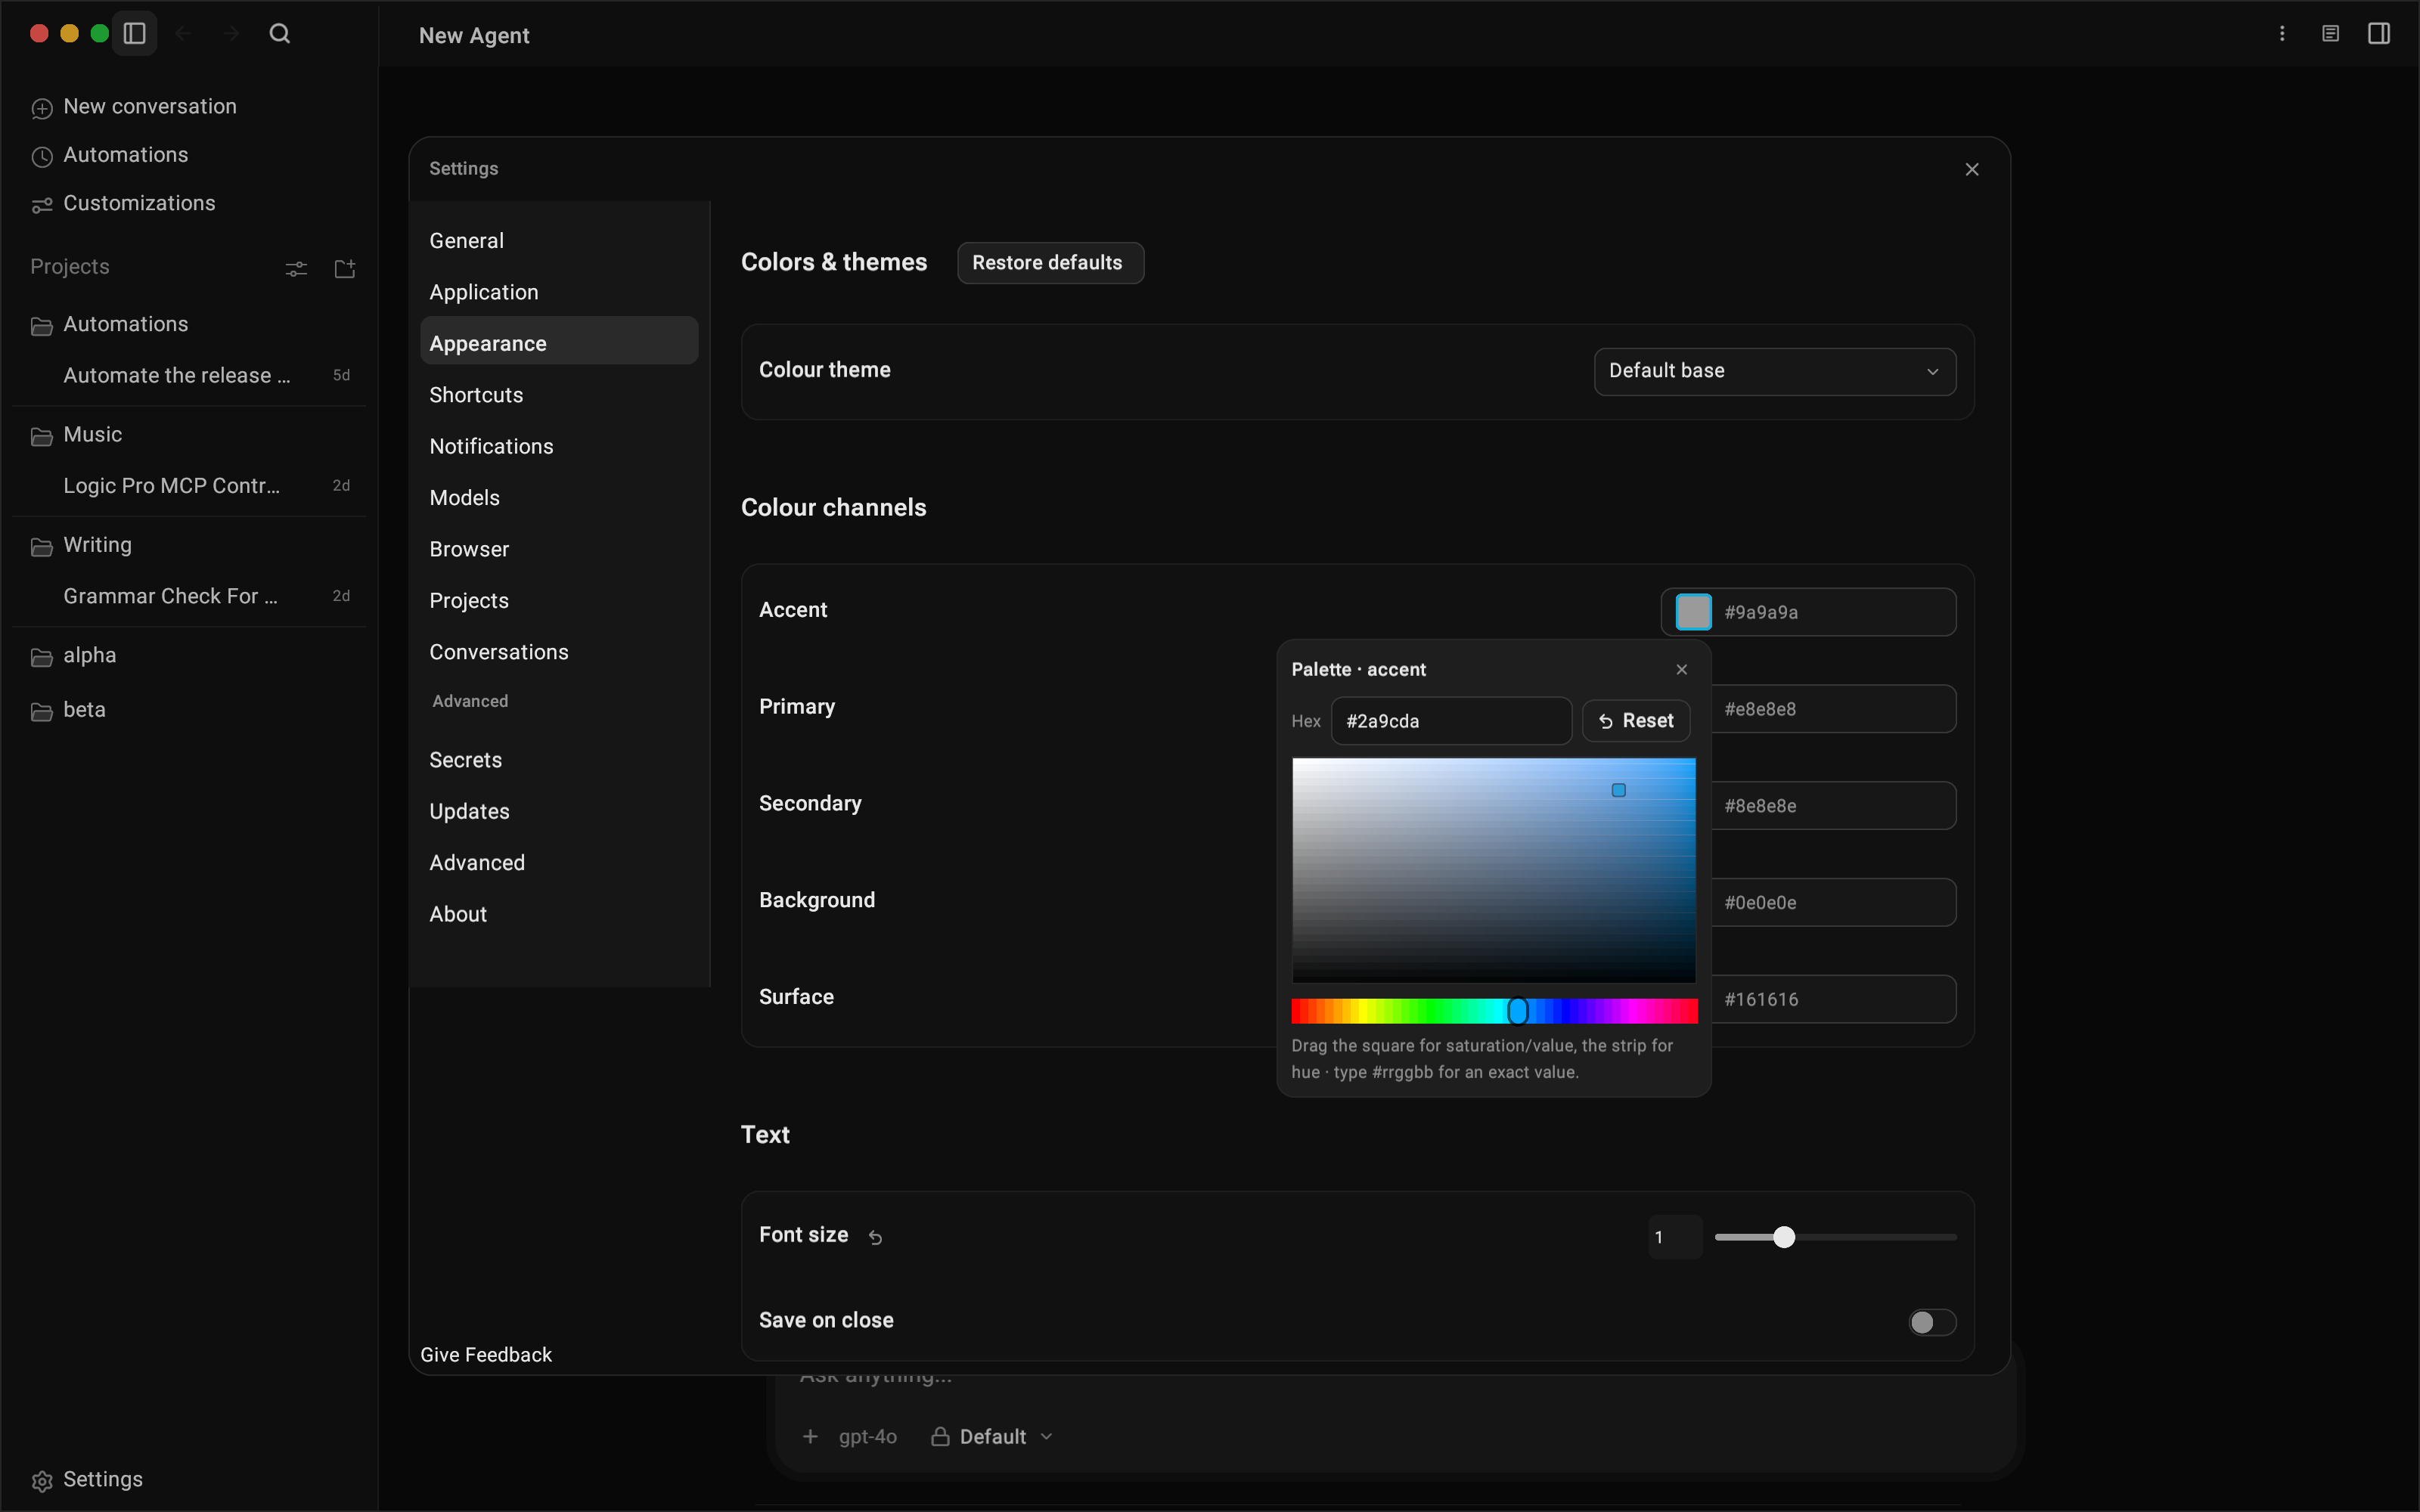 New Agent
New conversation
Automations
Customizations
Projects
Automations
Automate the release ... 5d
Music
Logic Pro MCP Contr... 2d
Writing
Grammar Check For ... 2d
alpha
beta
Settings
Settings
General
Application
Appearance
Shortcuts
Notifications
Models
Browser
Projects
Conversations
Advanced
Secrets
Updates
Advanced
About
Give Feedback
Colors & themes Restore defaults
Colour theme Default base
Colour channels
Accent #9a9a9a
Primary #e8e8e8
Secondary #8e8e8e
Background #0e0e0e
Surface #161616
Palette · accent
Hex #2a9cda Reset
Drag the square for saturation/value, the strip for
hue · type #rrggbb for an exact value.
Text
Font size 1
Save on close
Ask anything...
gpt-4o Default